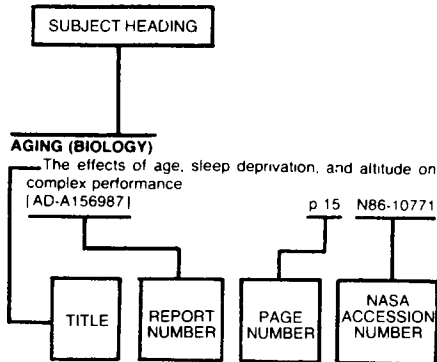 SUBJECT HEADING
AGING (BIOLOGY)
The effects of age, sleep deprivation, and altitude on
complex performance
[AD-A156987] p 15 N86-10771
TITLE
REPORT
NUMBER
PAGE
NUMBER
NASA
ACCESSION
NUMBER